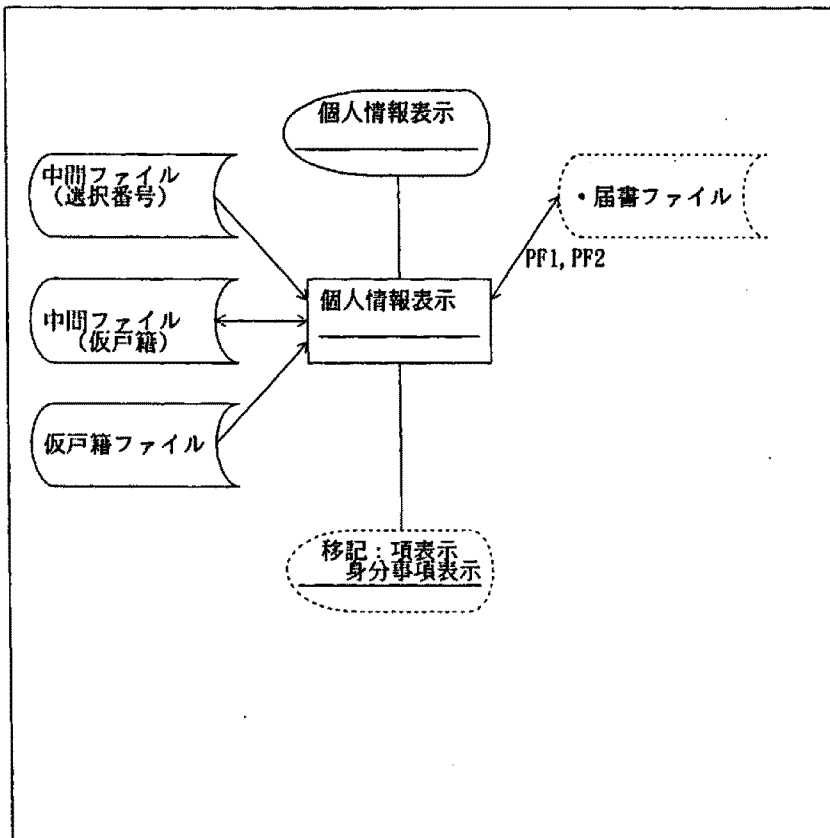 個人情報表示
中間ファイル
(選択番号)
・届書ファイル
PF1, PF2
個人情報表示
中間ファイル
(仮戸籍)
仮戸籍ファイル
移記:項表示
身分事項表示